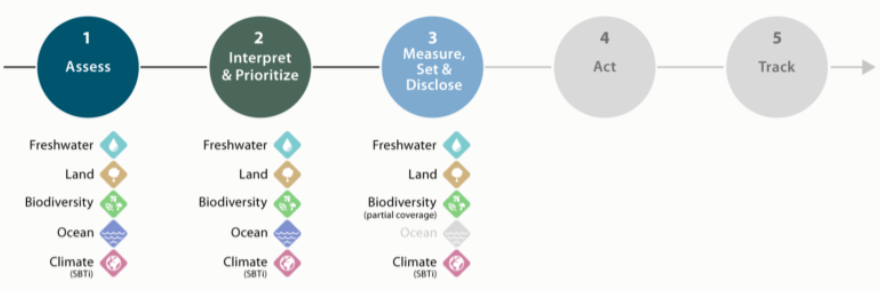 1
Assess
2
Interpret
& Prioritize
3
Measure,
Set &
Disclose
4
Act
5
Track
Freshwater
Land
Biodiversity
Ocean
Climate
(SBTi)
Freshwater
Land
Biodiversity
Ocean
Climate
(SBTi)
Freshwater
Land
Biodiversity
(partial coverage)
Ocean
Climate
(SBTi)